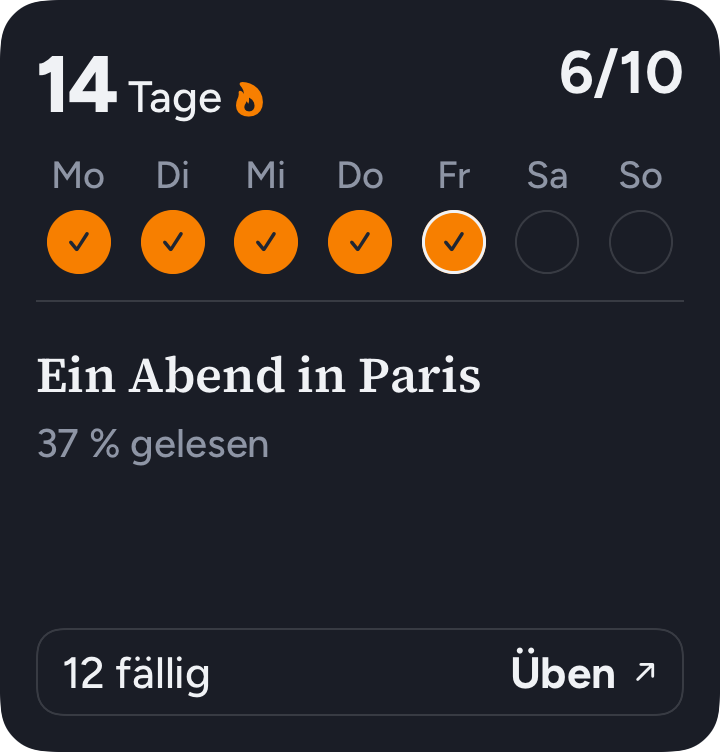 14 Tage
6/10
Mo Di Mi Do Fr Sa So
Ein Abend in Paris
37 % gelesen
12 fällig
Üben